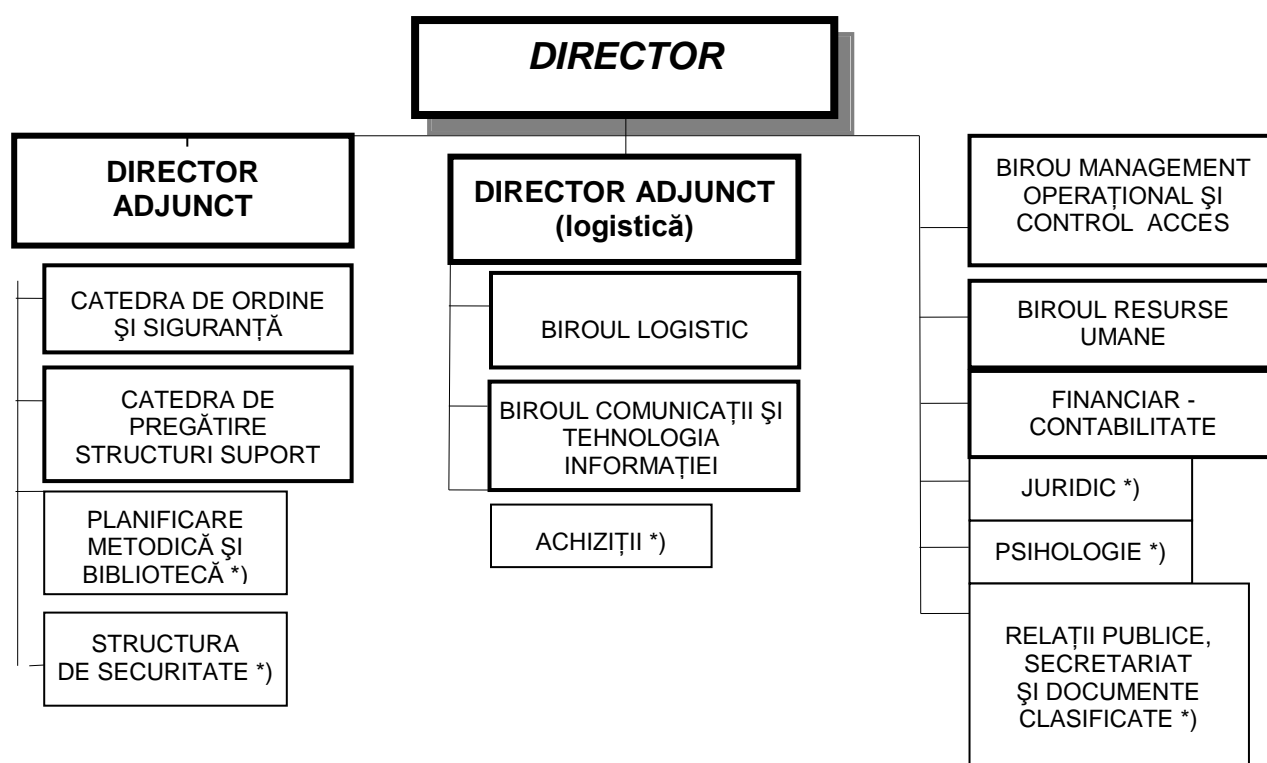 DIRECTOR
DIRECTOR
ADJUNCT
CATEDRA DE ORDINE
ŞI SIGURANȚĂ
CATEDRA DE
PREGĂTIRE
STRUCTURI SUPORT
PLANIFICARE
METODICĂ ŞI
BIBLIOTECĂ *)
STRUCTURA
DE SECURITATE *)
DIRECTOR ADJUNCT
(logistică)
BIROUL LOGISTIC
BIROUL COMUNICAȚII ŞI
TEHNOLOGIA
INFORMAȚIEI
ACHIZIȚII *)
BIROU MANAGEMENT
OPERAȚIONAL ŞI
CONTROL ACCES
BIROUL RESURSE
UMANE
FINANCIAR -
CONTABILITATE
JURIDIC *)
PSIHOLOGIE *)
RELAȚII PUBLICE,
SECRETARIAT
ŞI DOCUMENTE
CLASIFICATE *)